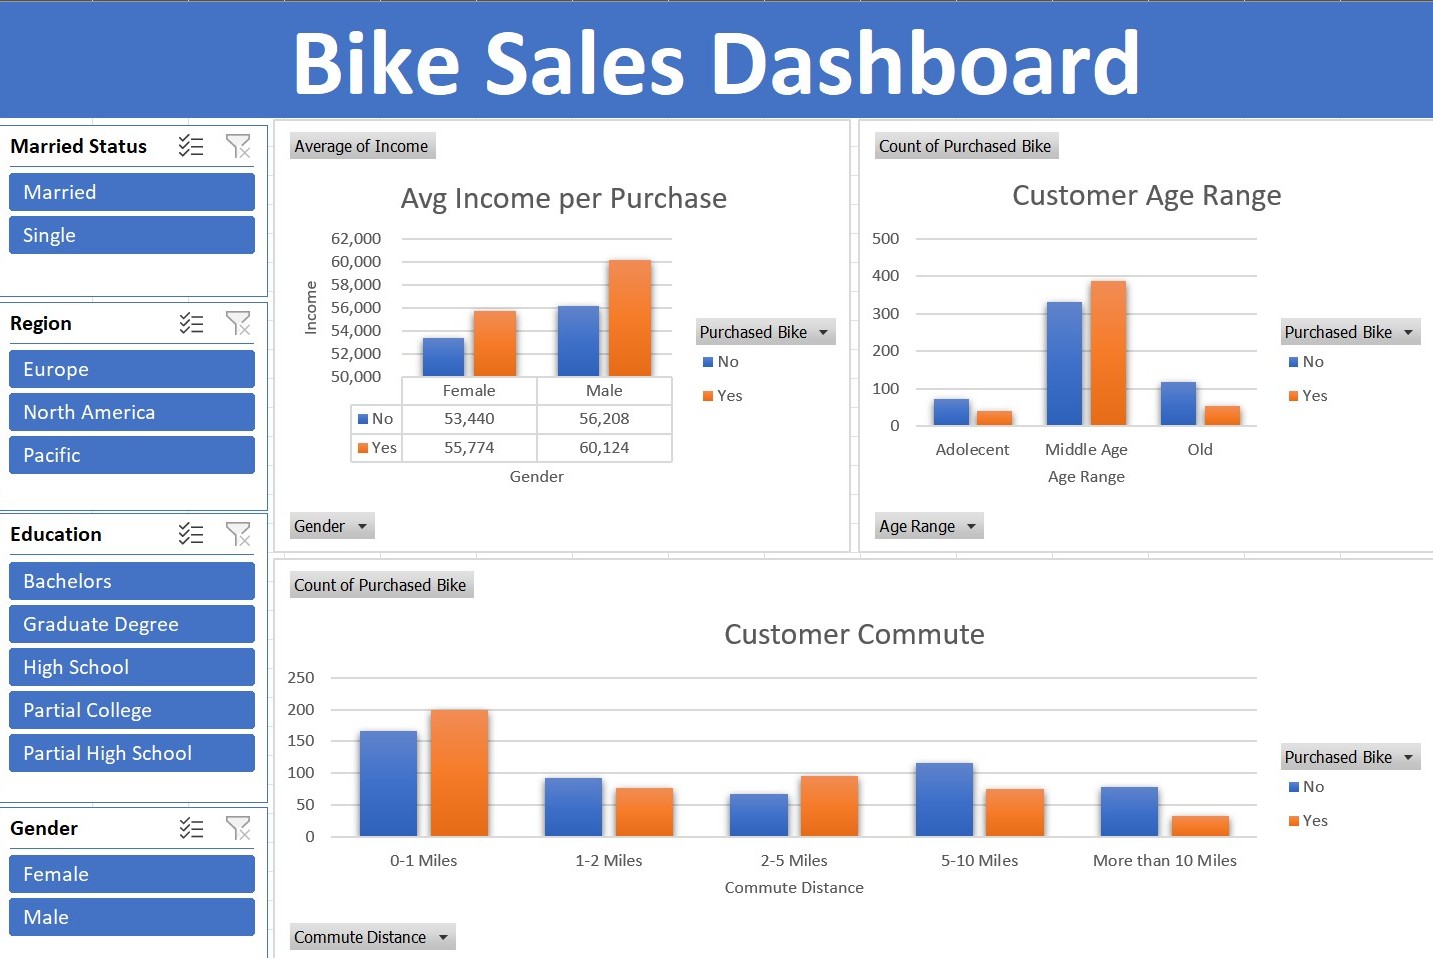 Bike Sales Dashboard
Married Status
Married
Single
Region
Europe
North America
Pacific
Education
Bachelors
Graduate Degree
High School
Partial College
Partial High School
Gender
Female
Male
Average of Income
Avg Income per Purchase
62,000
60,000
58,000
56,000
54,000
52,000
50,000
Income
Female Male
No 53,440 56,208
Yes 55,774 60,124
Gender
Purchased Bike
No
Yes
Gender
Count of Purchased Bike
Customer Age Range
500
400
300
200
100
0
Adolecent Middle Age Old
Age Range
Purchased Bike
No
Yes
Age Range
Count of Purchased Bike
Customer Commute
250
200
150
100
50
0
0-1 Miles 1-2 Miles 2-5 Miles 5-10 Miles More than 10 Miles
Commute Distance
Purchased Bike
No
Yes
Commute Distance